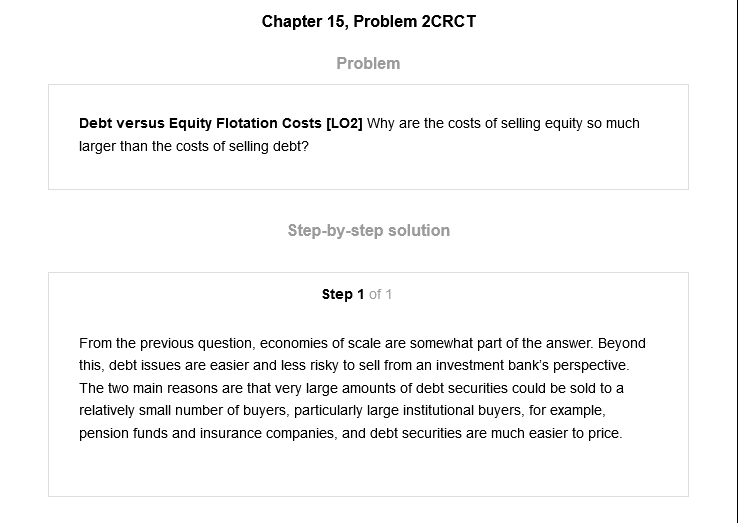 Chapter 15, Problem 2CRCT
Problem
Debt versus Equity Flotation Costs [LO2] Why are the costs of selling equity so much
larger than the costs of selling debt?
Step-by-step solution
Step 1 of 1
From the previous question, economies of scale are somewhat part of the answer. Beyond
this, debt issues are easier and less risky to sell from an investment bank's perspective.
The two main reasons are that very large amounts of debt securities could be sold to a
relatively small number of buyers, particularly large institutional buyers, for example,
pension funds and insurance companies, and debt securities are much easier to price.